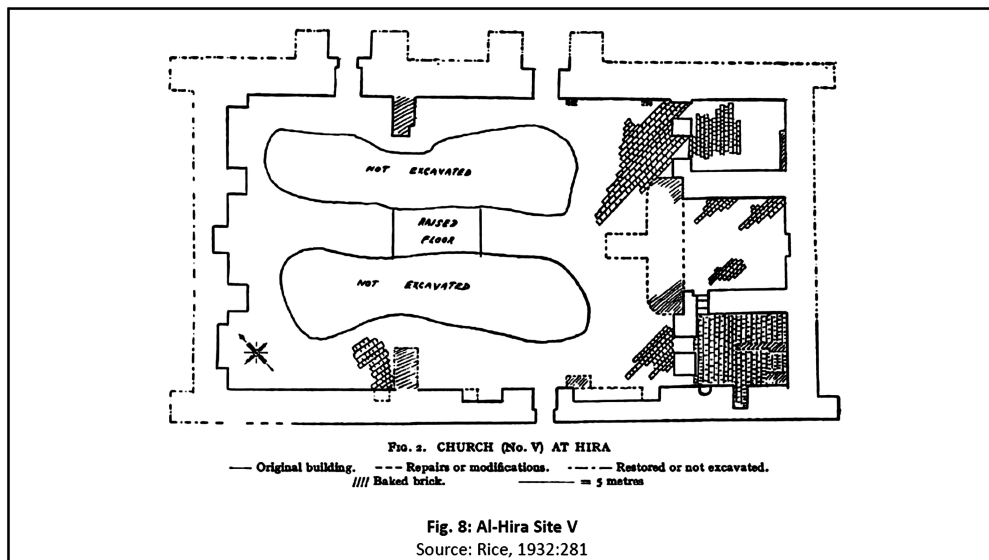 NOT EXCAVATED
RAISED
FLOOR
NOT EXCAVATED
FIG. 2. CHURCH (No. V) AT HIRA
Original building. Repairs or modifications. Restored or not excavated.
Baked brick. = 5 metres
Fig. 8: Al-Hira Site V
Source: Rice, 1932:281